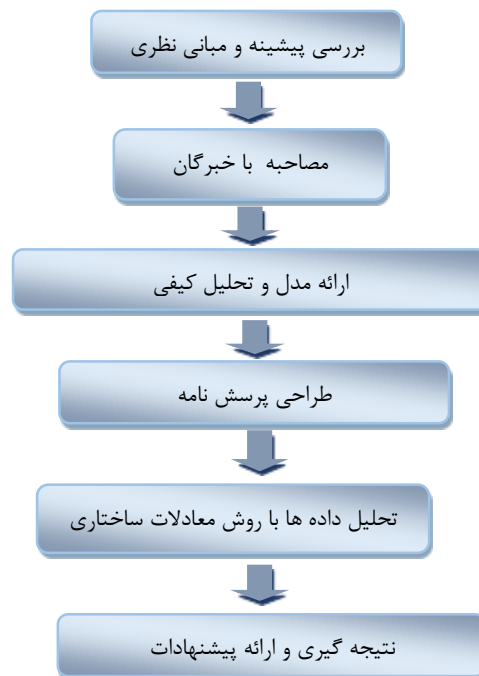 بررسی پیشینه و مبانی نظری
مصاحبه با خبرگان
ارائه مدل و تحلیل کیفی
طراحی پرسش نامه
تحلیل داده ها با روش معادلات ساختاری
نتیجه گیری و ارائه پیشنهادات